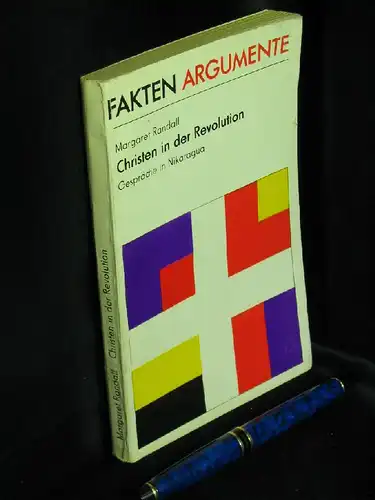 FAKTEN ARGUMENTE
Margaret Randall
Christen in der Revolution
Gespräche in Nikaragua
Margaret Randall Christen in der Revolution